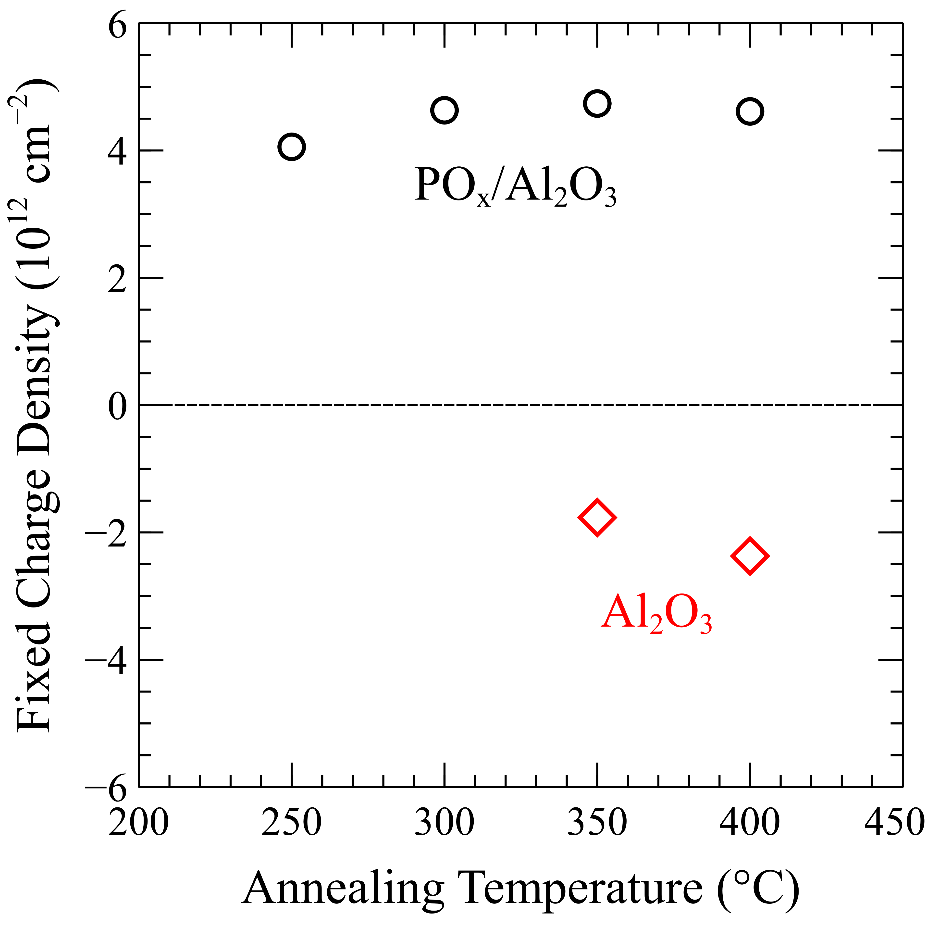 6
4
2
0
−2
−4
−6
200 250 300 350 400 450
Fixed Charge Density (10¹² cm⁻²)
POₓ/Al₂O₃
Al₂O₃
Annealing Temperature (°C)